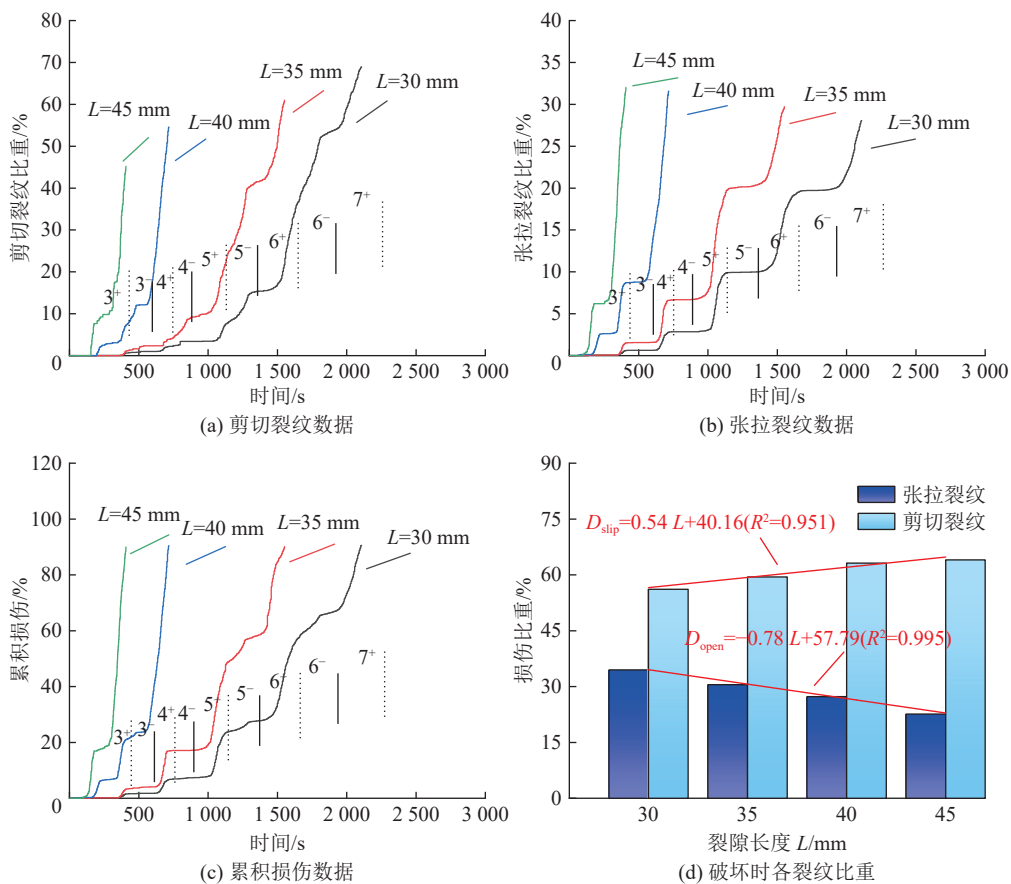 80
70
60
50
40
30
20
10
0
剪切裂纹比重/%
L=45 mm
L=40 mm
L=35 mm
L=30 mm
3⁺
3⁻
4⁺
4⁻
5⁺
5⁻
6⁺
6⁻
7⁺
500 1 000 1 500 2 000 2 500 3 000
时间/s
(a) 剪切裂纹数据
40
35
30
25
20
15
10
5
0
张拉裂纹比重/%
L=45 mm
L=40 mm
L=35 mm
L=30 mm
3⁺
3⁻
4⁺
4⁻
5⁺
5⁻
6⁺
6⁻
7⁺
500 1 000 1 500 2 000 2 500 3 000
时间/s
(b) 张拉裂纹数据
120
100
80
60
40
20
0
累积损伤/%
L=45 mm
L=40 mm
L=35 mm
L=30 mm
3⁺
3⁻
4⁺
4⁻
5⁺
5⁻
6⁻
7⁺
500 1 000 1 500 2 000 2 500 3 000
时间/s
(c) 累积损伤数据
90
75
60
45
30
15
0
损伤比重/%
张拉裂纹
剪切裂纹
D_slip=0.54 L+40.16(R²=0.951)
D_open=−0.78 L+57.79(R²=0.995)
30 35 40 45
裂隙长度 L/mm
(d) 破坏时各裂纹比重